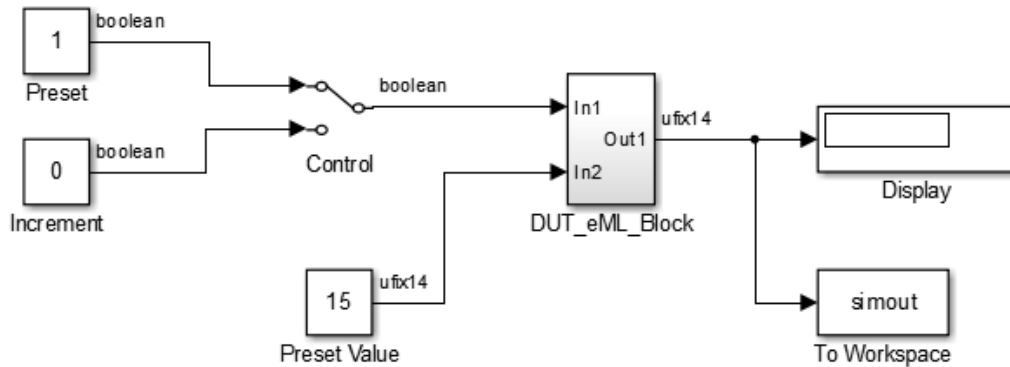 boolean
1
Preset
boolean
0
Increment
Control
boolean
In1
In2
Out1
DUT_eML_Block
ufix14
15
ufix14
Preset Value
Display
simout
To Workspace